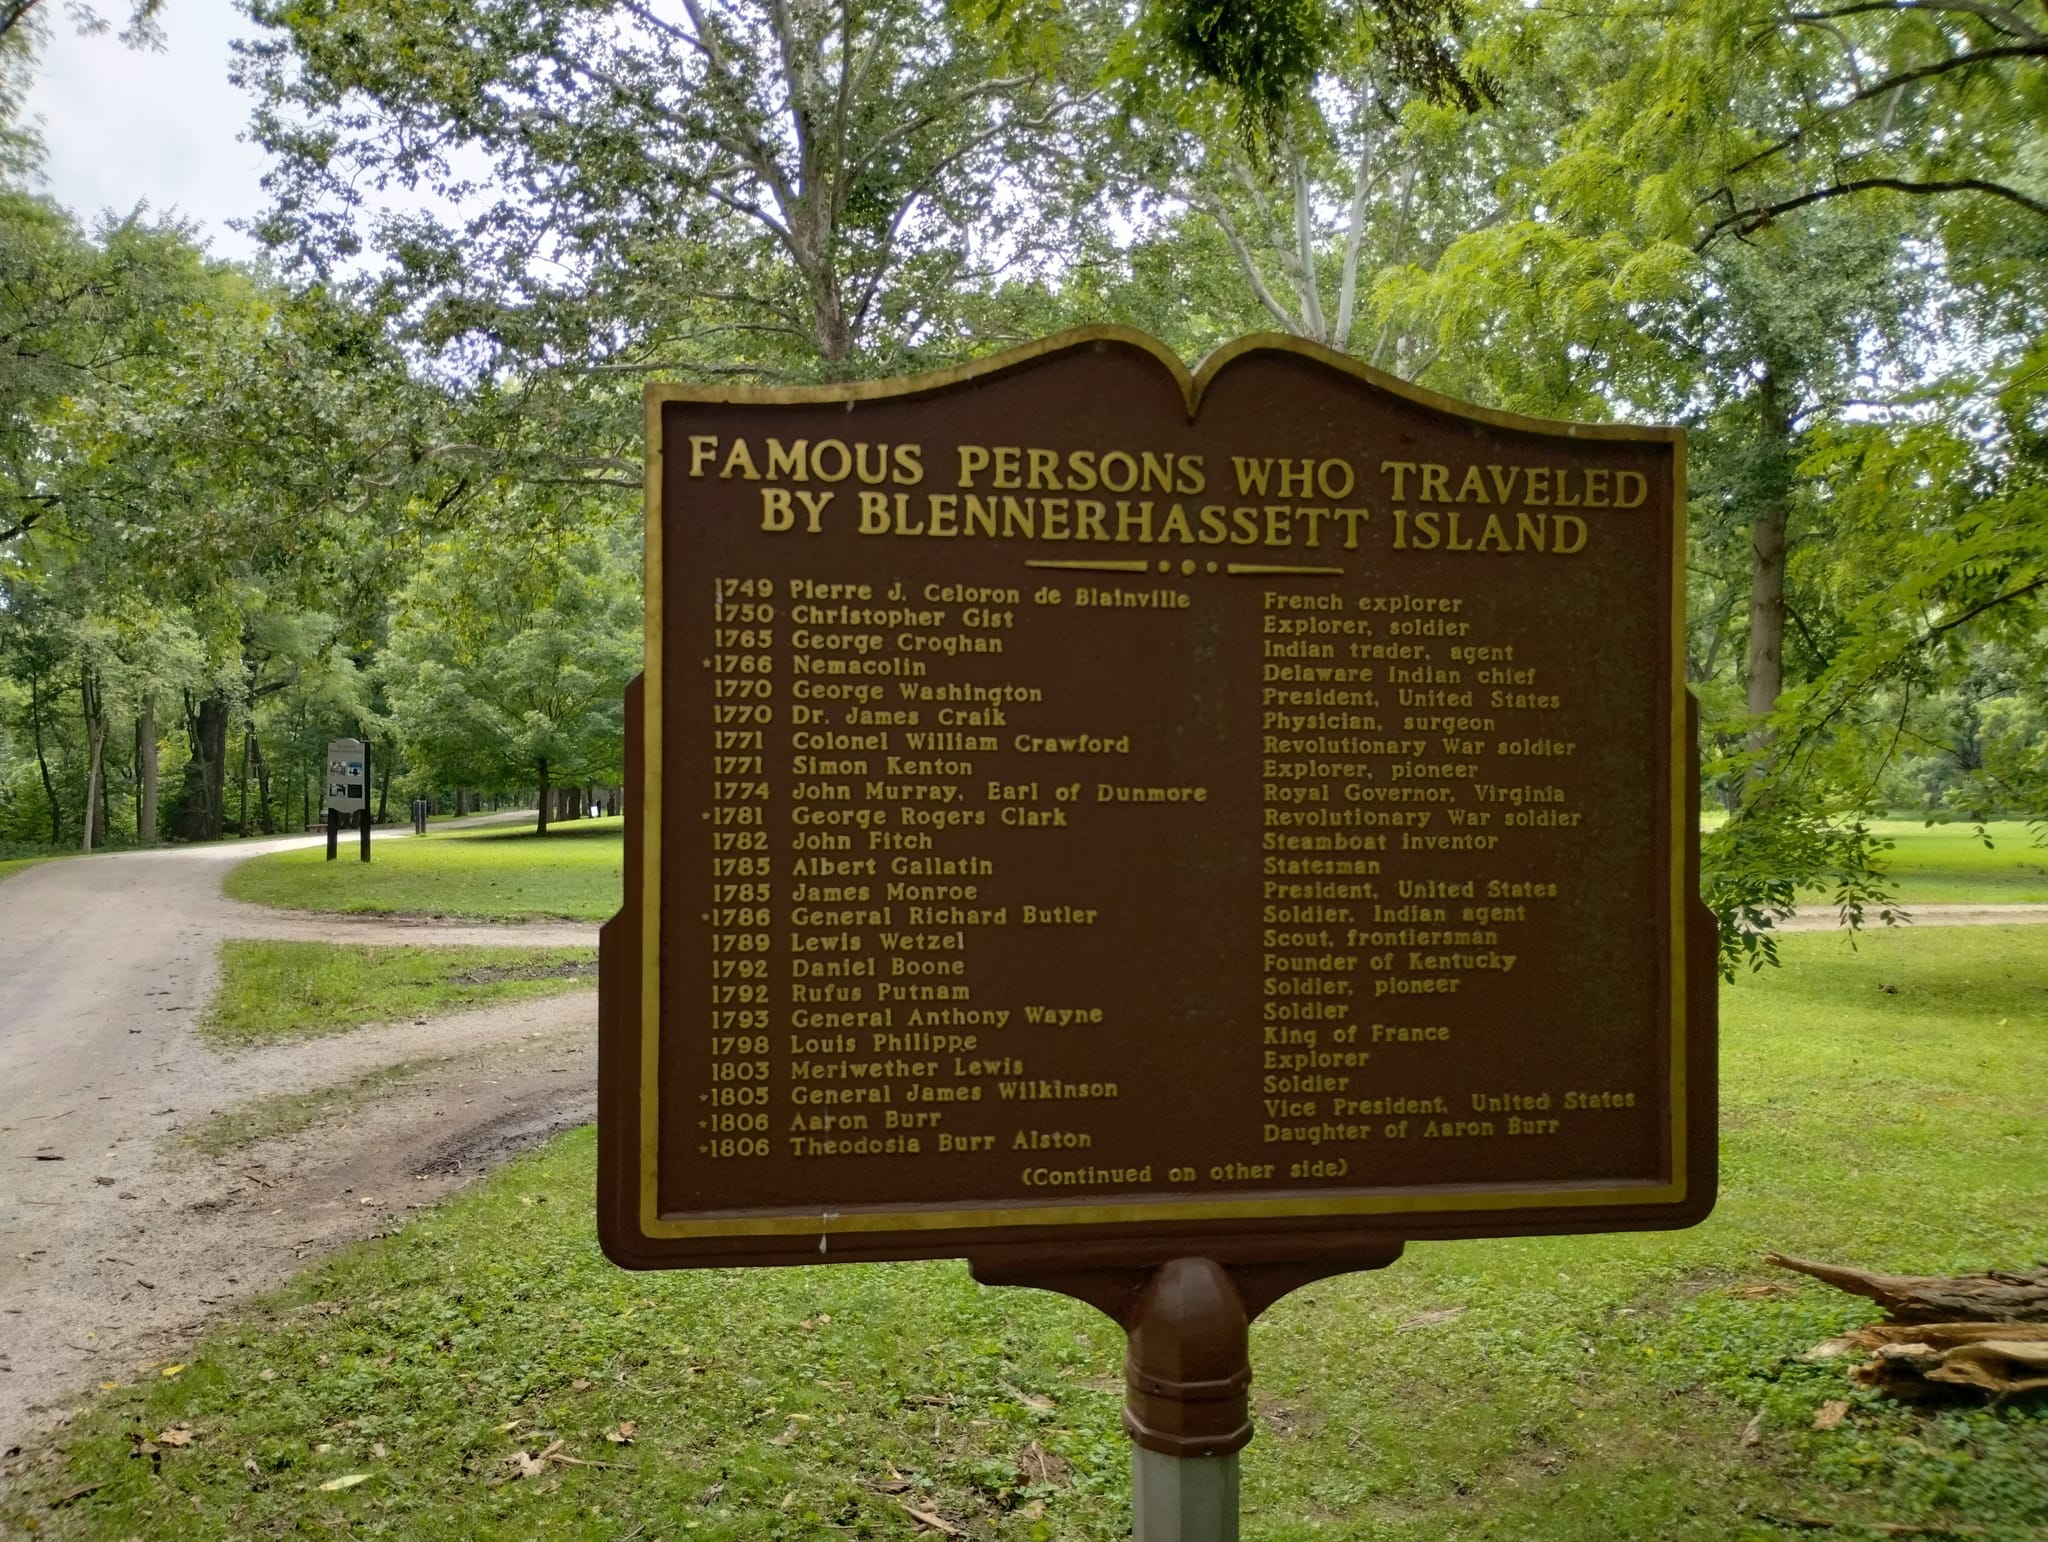 FAMOUS PERSONS WHO TRAVELED
BY BLENNERHASSETT ISLAND
1749 Pierre J. Celoron de Blainville French explorer
1750 Christopher Gist Explorer, soldier
1765 George Croghan Indian trader, agent
*1766 Nemacolin Delaware Indian chief
1770 George Washington President, United States
1770 Dr. James Craik Physician, surgeon
1771 Colonel William Crawford Revolutionary War soldier
1771 Simon Kenton Explorer, pioneer
1774 John Murray, Earl of Dunmore Royal Governor, Virginia
*1781 George Rogers Clark Revolutionary War soldier
1782 John Fitch Steamboat inventor
1785 Albert Gallatin Statesman
1785 James Monroe President, United States
*1786 General Richard Butler Soldier, Indian agent
1789 Lewis Wetzel Scout, frontiersman
1792 Daniel Boone Founder of Kentucky
1792 Rufus Putnam Soldier, pioneer
1793 General Anthony Wayne Soldier
1798 Louis Philippe King of France
1803 Meriwether Lewis Explorer
*1805 General James Wilkinson Soldier
*1806 Aaron Burr Vice President, United States
*1806 Theodosia Burr Alston Daughter of Aaron Burr
(Continued on other side)